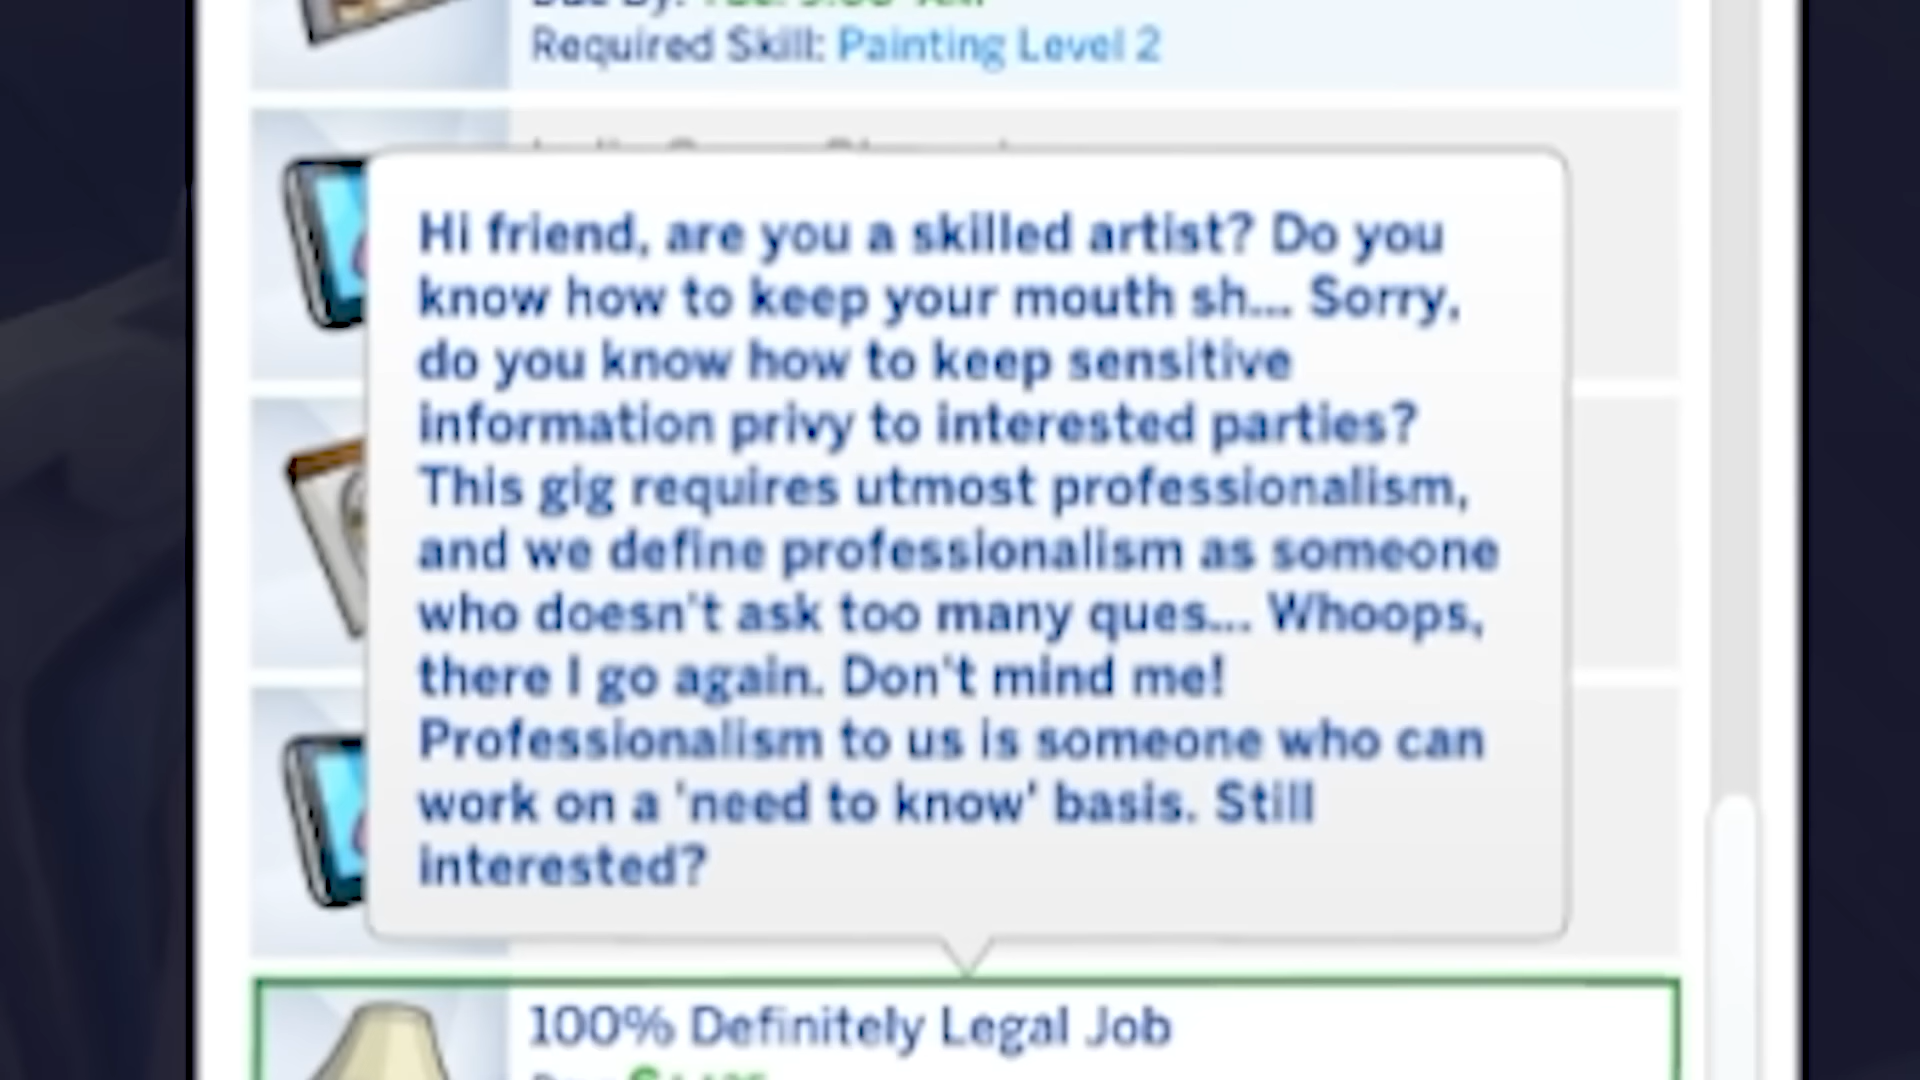 Required Skill: Painting Level 2
Hi friend, are you a skilled artist? Do you
know how to keep your mouth sh... Sorry,
do you know how to keep sensitive
information privy to interested parties?
This gig requires utmost professionalism,
and we define professionalism as someone
who doesn't ask too many ques... Whoops,
there I go again. Don't mind me!
Professionalism to us is someone who can
work on a 'need to know' basis. Still
interested?
100% Definitely Legal Job